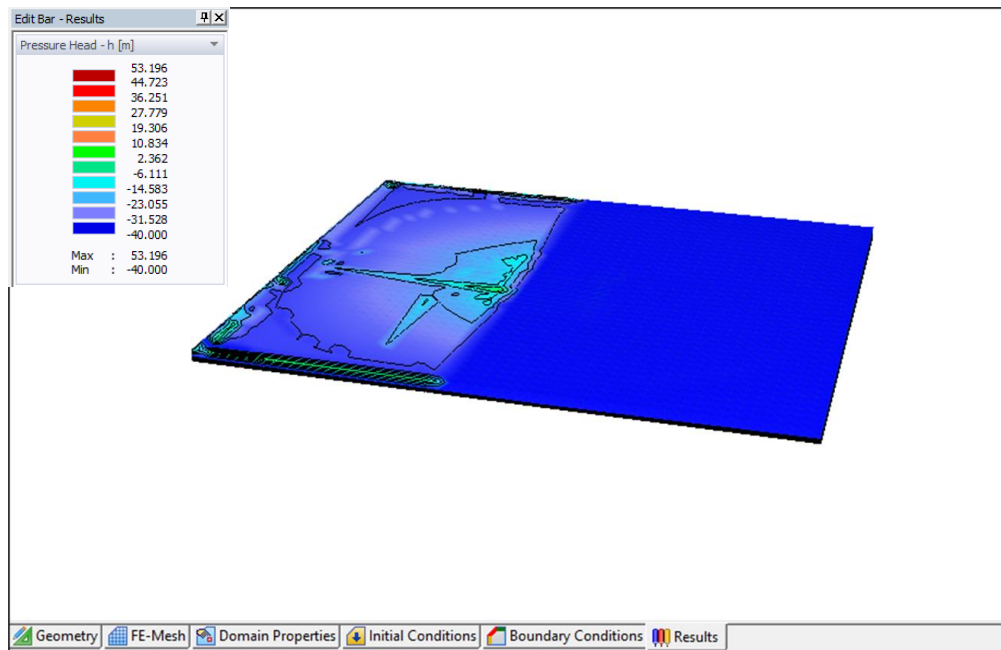 Edit Bar - Results
Pressure Head - h [m]
53.196
44.723
36.251
27.779
19.306
10.834
2.362
-6.111
-14.583
-23.055
-31.528
-40.000
Max : 53.196
Min : -40.000
Geometry FE-Mesh Domain Properties Initial Conditions Boundary Conditions Results